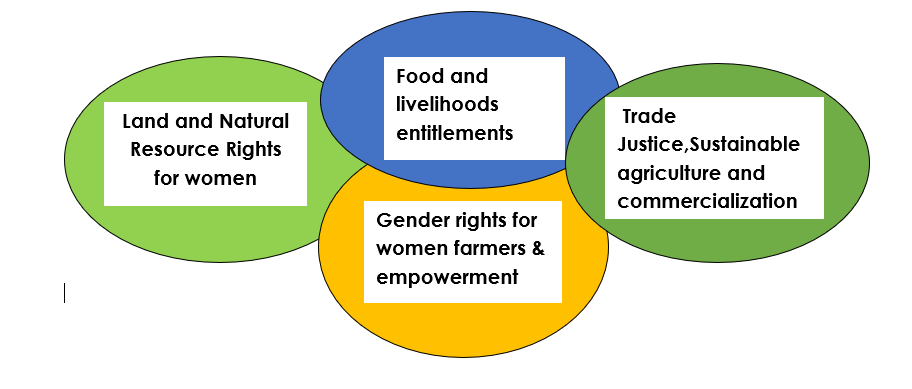 Land and Natural
Resource Rights
for women
Food and
livelihoods
entitlements
Gender rights for
women farmers &
empowerment
Trade
Justice,Sustainable
agriculture and
commercialization